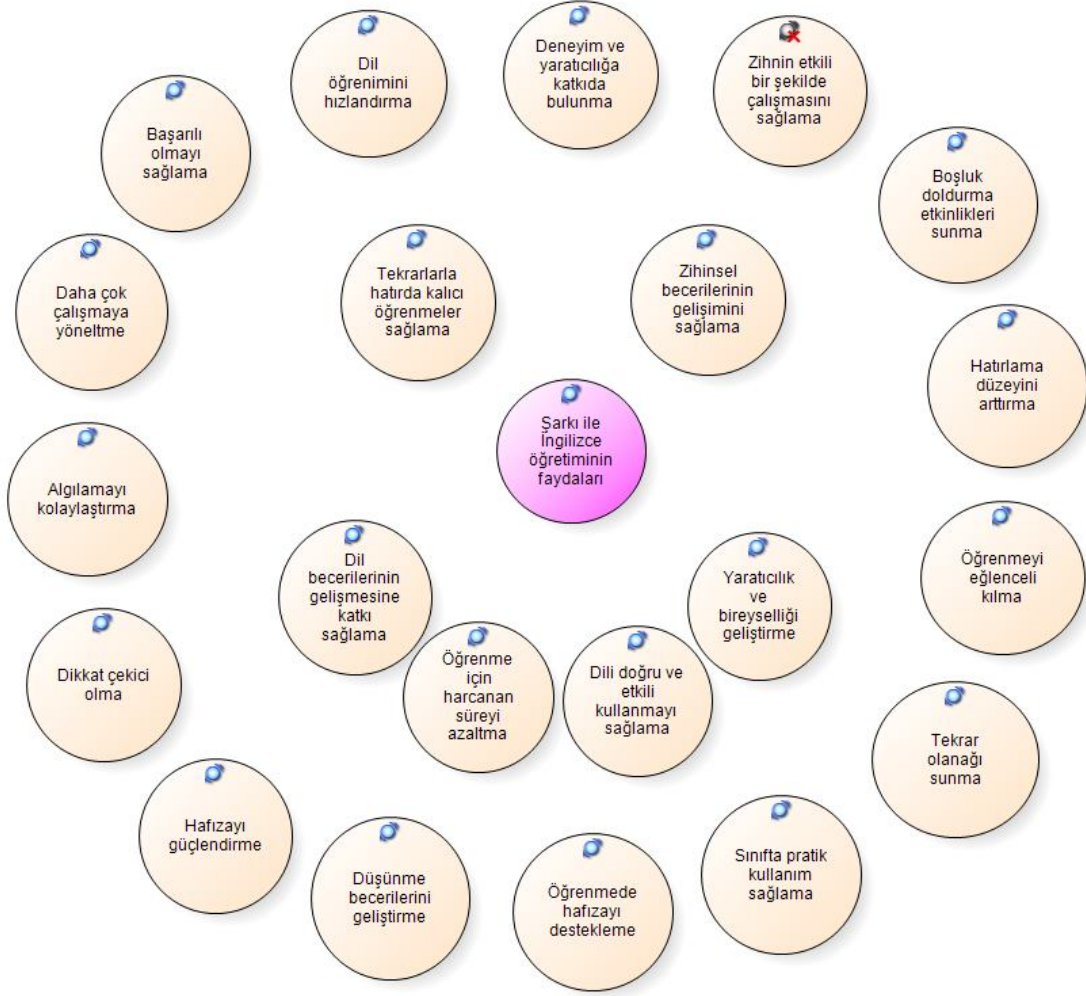 Dil
öğrenimini
hızlandırma
Deneyim ve
yaratıcılığa
katkıda
bulunma
Zihnin etkili
bir şekilde
çalışmasını
sağlama
Başarılı
olmayı
sağlama
Boşluk
doldurma
etkinlikleri
sunma
Daha çok
çalışmaya
yöneltme
Tekrarlarla
hatırda kalıcı
öğrenmeler
sağlama
Zihinsel
becerilerinin
gelişimini
sağlama
Hatırlama
düzeyini
arttırma
Şarkı ile
İngilizce
öğretiminin
faydaları
Algılamayı
kolaylaştırma
Dil
becerilerinin
gelişmesine
katkı
sağlama
Yaratıcılık
ve
bireyselliği
geliştirme
Öğrenmeyi
eğlenceli
kılma
Dikkat çekici
olma
Öğrenme
için
harcanan
süreyi
azaltma
Dili doğru ve
etkili
kullanmayı
sağlama
Tekrar
olanağı
sunma
Hafızayı
güçlendirme
Düşünme
becerilerini
geliştirme
Öğrenmede
hafızayı
destekleme
Sınıfta pratik
kullanım
sağlama